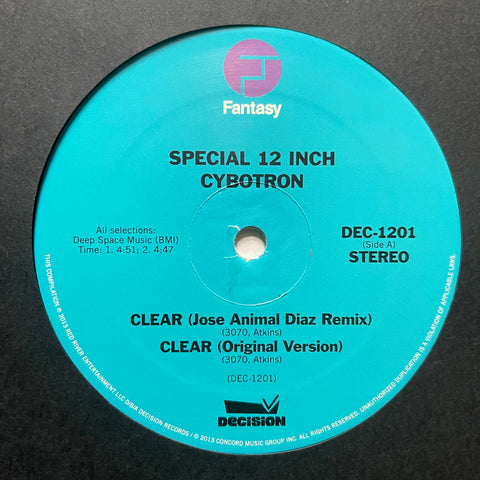 Fantasy
SPECIAL 12 INCH
CYBOTRON
All selections:
Deep Space Music (BMI)
Time: 1. 4:51; 2. 4:47
DEC-1201
(Side A)
STEREO
CLEAR (Jose Animal Diaz Remix)
(3070, Atkins)
CLEAR (Original Version)
(3070, Atkins)
(DEC-1201)
DECISION
THIS COMPILATION ℗ 2013 RED RIVER ENTERTAINMENT LLC D/B/A DECISION RECORDS / © 2013 CONCORD MUSIC GROUP INC. ALL RIGHTS RESERVED. UNAUTHORIZED DUPLICATION IS A VIOLATION OF APPLICABLE LAWS.